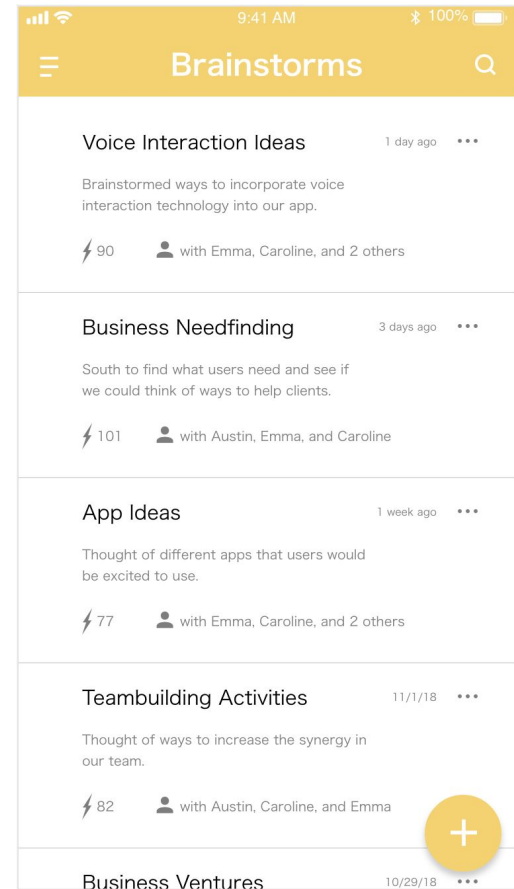 9:41 AM 100%
Brainstorms
Voice Interaction Ideas 1 day ago
Brainstormed ways to incorporate voice
interaction technology into our app.
90 with Emma, Caroline, and 2 others
Business Needfinding 3 days ago
South to find what users need and see if
we could think of ways to help clients.
101 with Austin, Emma, and Caroline
App Ideas 1 week ago
Thought of different apps that users would
be excited to use.
77 with Emma, Caroline, and 2 others
Teambuilding Activities 11/1/18
Thought of ways to increase the synergy in
our team.
82 with Austin, Caroline, and Emma
Business Ventures 10/29/18